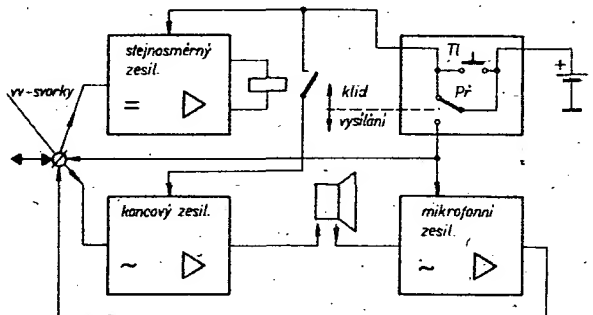 stejnosměrný
zesil.
=
Tl
Př
+
klid
vysílání
vv-svorky
koncový zesil.
~
mikrofonní
zesil.
~